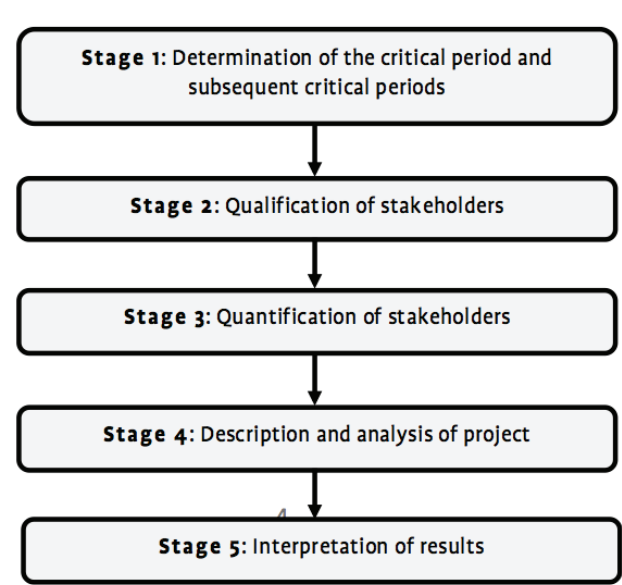 Stage 1: Determination of the critical period and
subsequent critical periods
Stage 2: Qualification of stakeholders
Stage 3: Quantification of stakeholders
Stage 4: Description and analysis of project
Stage 5: Interpretation of results